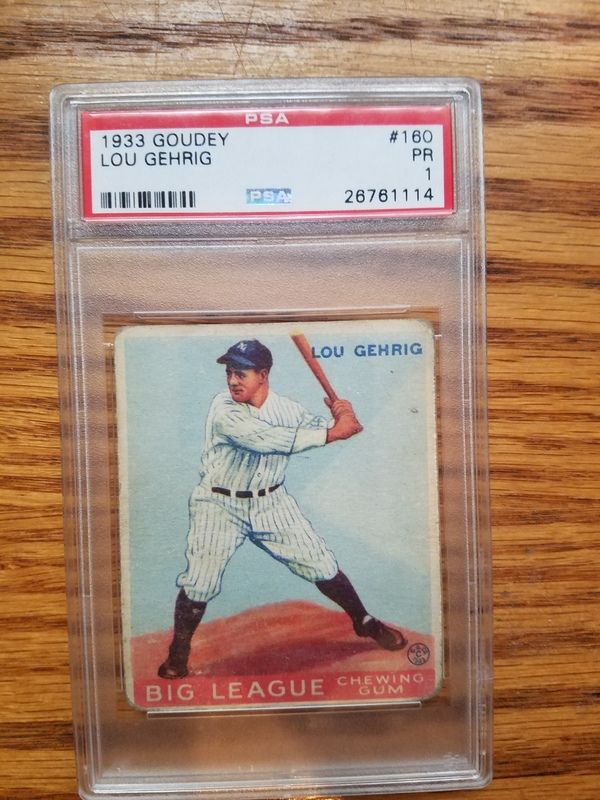 PSA
1933 GOUDEY #160
LOU GEHRIG PR
1
PSA 26761114
LOU GEHRIG
BIG LEAGUE CHEWING GUM